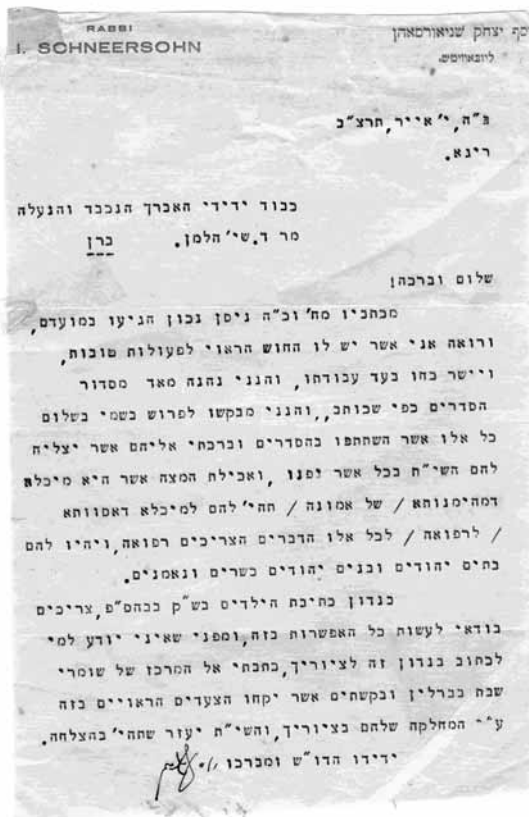 RABBI
I. SCHNEERSOHN
יוסף יצחק שניאורסאהן
ליובאוויטש.
ב"ה, י' אייר, תרצ"ב
ריגא.
כבוד ידידי האברך הנכבד והנעלה
מר ד.שי' הלמן. ברן
שלום וברכה!
מכתביו מח' וכ"ה ניסן נכון הגיעו במועדם,
ורואה אני אשר יש לו החוש הראוי לפעולות טובות,
ויישר כחו בעד עבודתו, והנני נהנה מאד מסדור
הסדרים כפי שכותב,,והנני מבקשו לפרוש בשמי בשלום
כל אלו אשר השתתפו בהסדרים וברכתי אליהם אשר יצליח
להם השי"ת בכל אשר יפנו ,ואכילת המצה אשר היא מיכלא
דמהימנותא / של אמונה / תהי' להם למיכלא דאסוותא
/ לרפואה / לכל אלו הדברים הצריכים רפואה,ויהיו להם
בתים יהודים ובנים יהודים כשרים ונאמנים.
בנדון כתיבת הילדים בש"ק בבהס"פ,צריכים
בודאי לעשות כל האפשרות בזה,ומפני שאיני יודע למי
לכתוב בנדון זה לציוריך,כתבתי אל המרכז של שומרי
שבת בברלין ובקשתים אשר יקחו הצעדים הראויים בזה
ע"י המחלקה שלהם בציוריך,והשי"ת יעזר שתהי' בהצלחה.
ידידו הדו"ש ומברכו